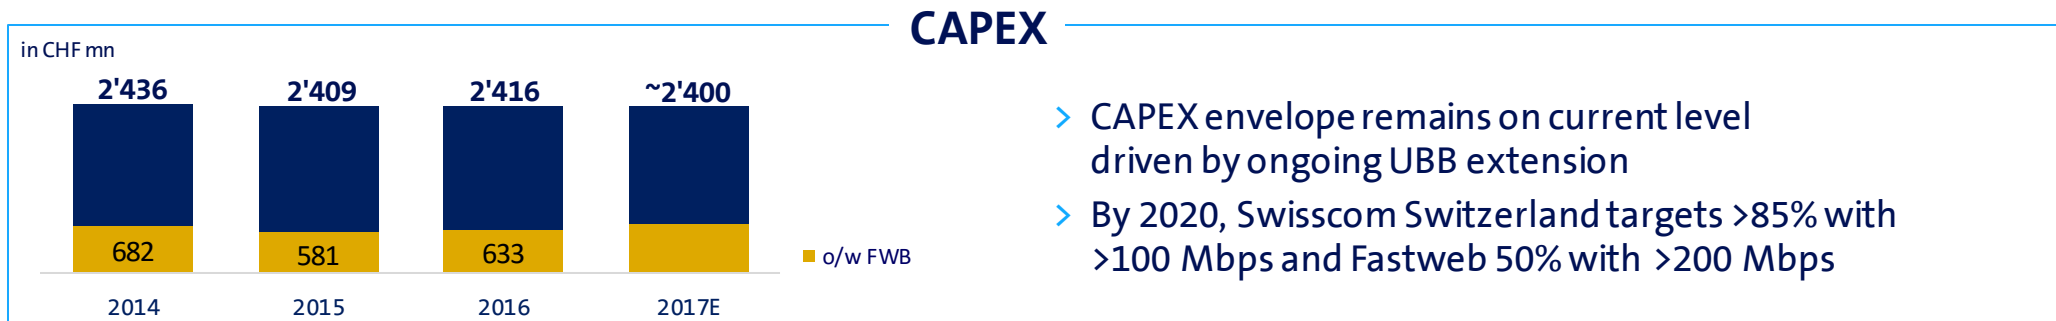 CAPEX
in CHF mn
2'436 2'409 2'416 ~2'400
682 581 633
o/w FWB
2014 2015 2016 2017E
> CAPEX envelope remains on current level
driven by ongoing UBB extension
> By 2020, Swisscom Switzerland targets >85% with
>100 Mbps and Fastweb 50% with >200 Mbps